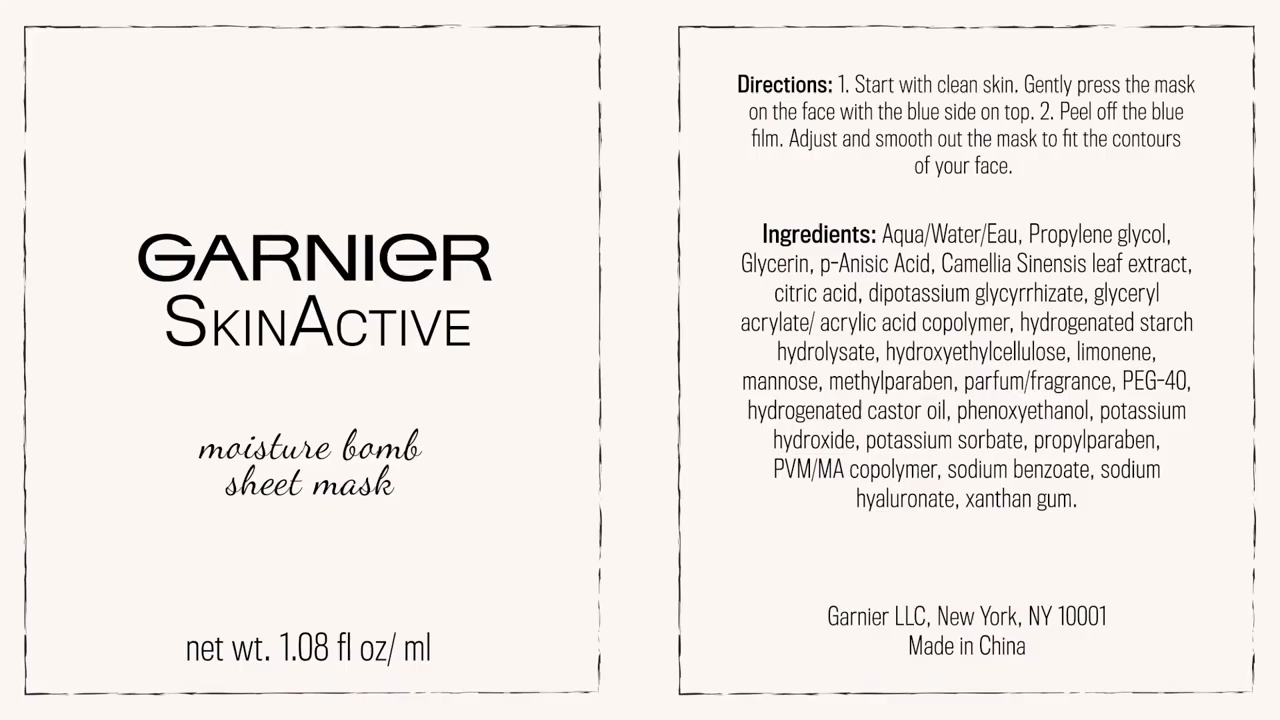 GARNIER
SKINACTIVE
moisture bomb
sheet mask
net wt. 1.08 fl oz/ ml
Directions: 1. Start with clean skin. Gently press the mask
on the face with the blue side on top. 2. Peel off the blue
film. Adjust and smooth out the mask to fit the contours
of your face.
Ingredients: Aqua/Water/Eau, Propylene glycol,
Glycerin, p-Anisic Acid, Camellia Sinensis leaf extract,
citric acid, dipotassium glycyrrhizate, glyceryl
acrylate/ acrylic acid copolymer, hydrogenated starch
hydrolysate, hydroxyethylcellulose, limonene,
mannose, methylparaben, parfum/fragrance, PEG-40,
hydrogenated castor oil, phenoxyethanol, potassium
hydroxide, potassium sorbate, propylparaben,
PVM/MA copolymer, sodium benzoate, sodium
hyaluronate, xanthan gum.
Garnier LLC, New York, NY 10001
Made in China